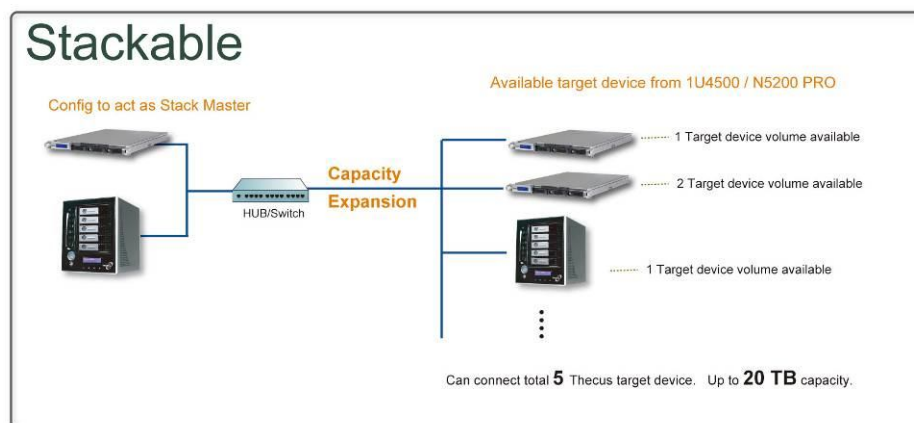 Stackable
Available target device from 1U4500 / N5200 PRO
Config to act as Stack Master
1 Target device volume available
Capacity
Expansion
2 Target device volume available
HUB/Switch
1 Target device volume available
Can connect total 5 Thecus target device. Up to 20 TB capacity.